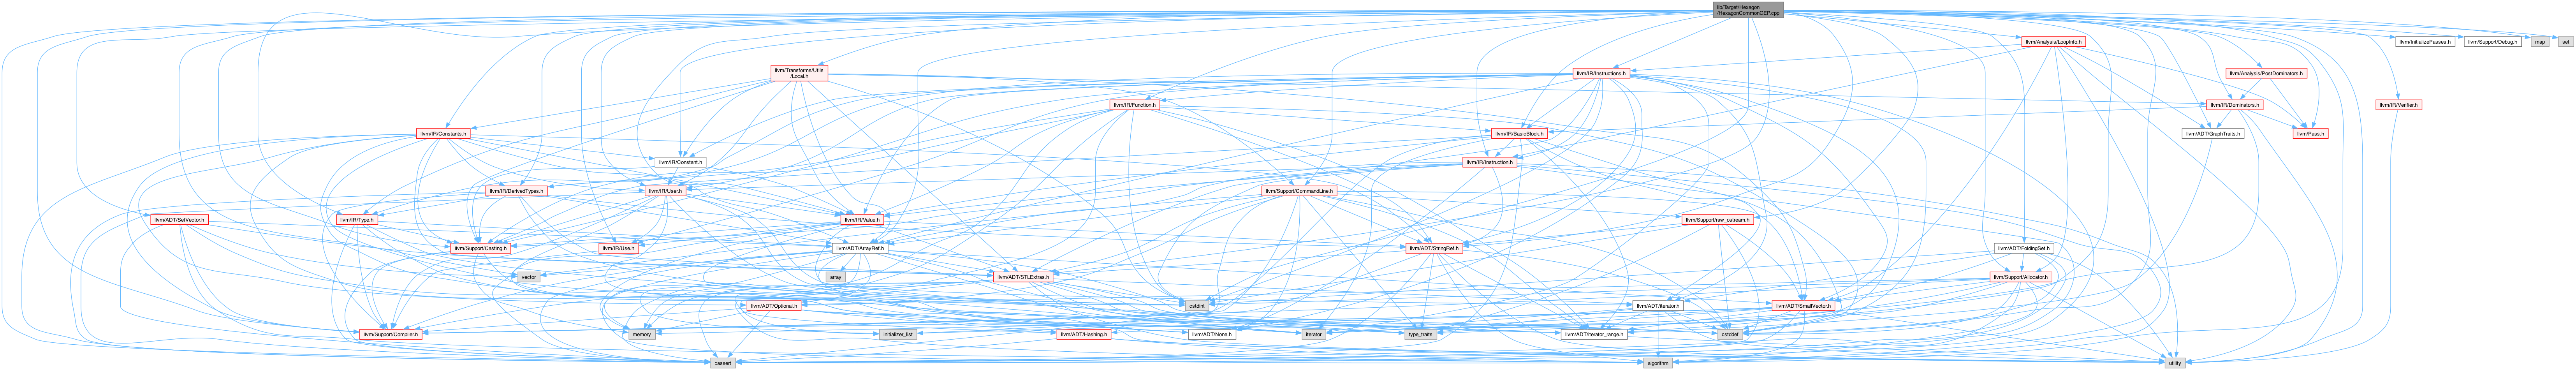 lib/Target/Hexagon
/HexagonCommonGEP.cpp
llvm/Analysis/LoopInfo.h
llvm/InitializePasses.h
llvm/Support/Debug.h
map
set
llvm/Transforms/Utils
/Local.h
llvm/IR/Instructions.h
llvm/Analysis/PostDominators.h
llvm/IR/Function.h
llvm/IR/Dominators.h
llvm/IR/Verifier.h
llvm/IR/Constants.h
llvm/IR/BasicBlock.h
llvm/ADT/GraphTraits.h
llvm/Pass.h
llvm/IR/Constant.h
llvm/IR/Instruction.h
llvm/IR/DerivedTypes.h
llvm/IR/User.h
llvm/Support/CommandLine.h
llvm/ADT/SetVector.h
llvm/IR/Type.h
llvm/IR/Value.h
llvm/Support/raw_ostream.h
llvm/Support/Casting.h
llvm/IR/Use.h
llvm/ADT/ArrayRef.h
llvm/ADT/StringRef.h
llvm/ADT/FoldingSet.h
vector
array
llvm/ADT/STLExtras.h
llvm/Support/Allocator.h
llvm/ADT/Optional.h
cstdint
llvm/ADT/iterator.h
llvm/ADT/SmallVector.h
llvm/Support/Compiler.h
memory
initializer_list
llvm/ADT/Hashing.h
llvm/ADT/None.h
iterator
type_traits
llvm/ADT/iterator_range.h
cstddef
cassert
algorithm
utility